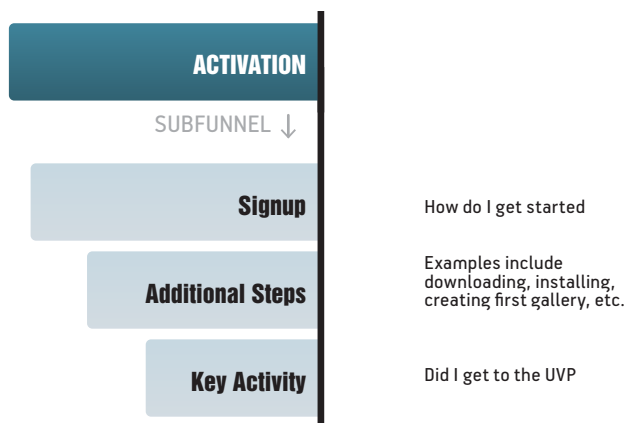 ACTIVATION
SUBFUNNEL ↓
Signup
How do I get started
Additional Steps
Examples include
downloading, installing,
creating first gallery, etc.
Key Activity
Did I get to the UVP